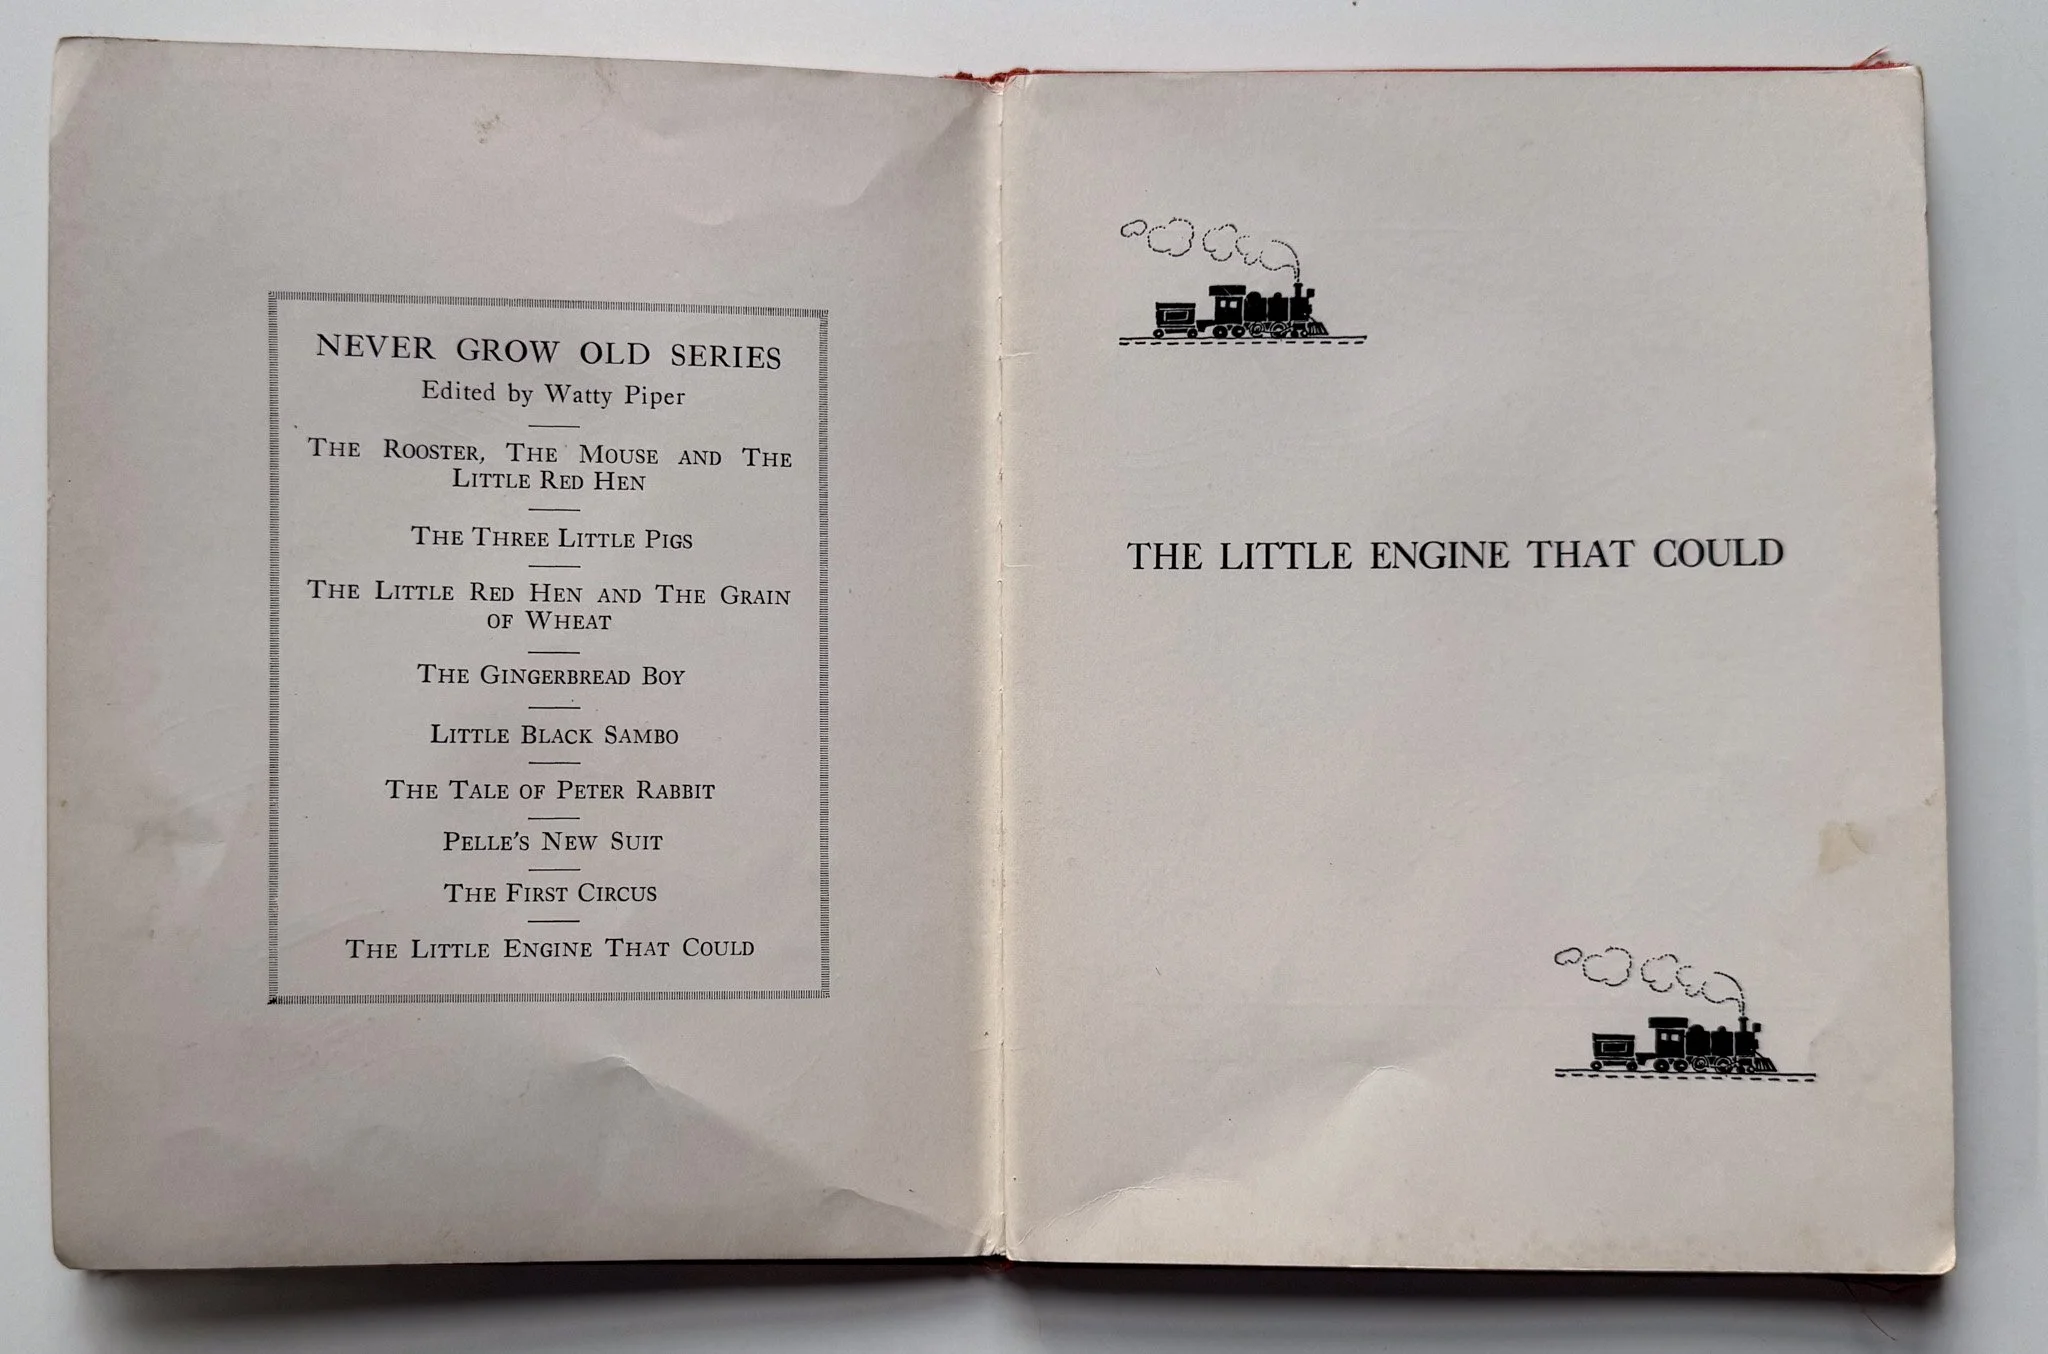 NEVER GROW OLD SERIES
Edited by Watty Piper
THE ROOSTER, THE MOUSE AND THE
LITTLE RED HEN
THE THREE LITTLE PIGS
THE LITTLE RED HEN AND THE GRAIN
OF WHEAT
THE GINGERBREAD BOY
LITTLE BLACK SAMBO
THE TALE OF PETER RABBIT
PELLE'S NEW SUIT
THE FIRST CIRCUS
THE LITTLE ENGINE THAT COULD
THE LITTLE ENGINE THAT COULD